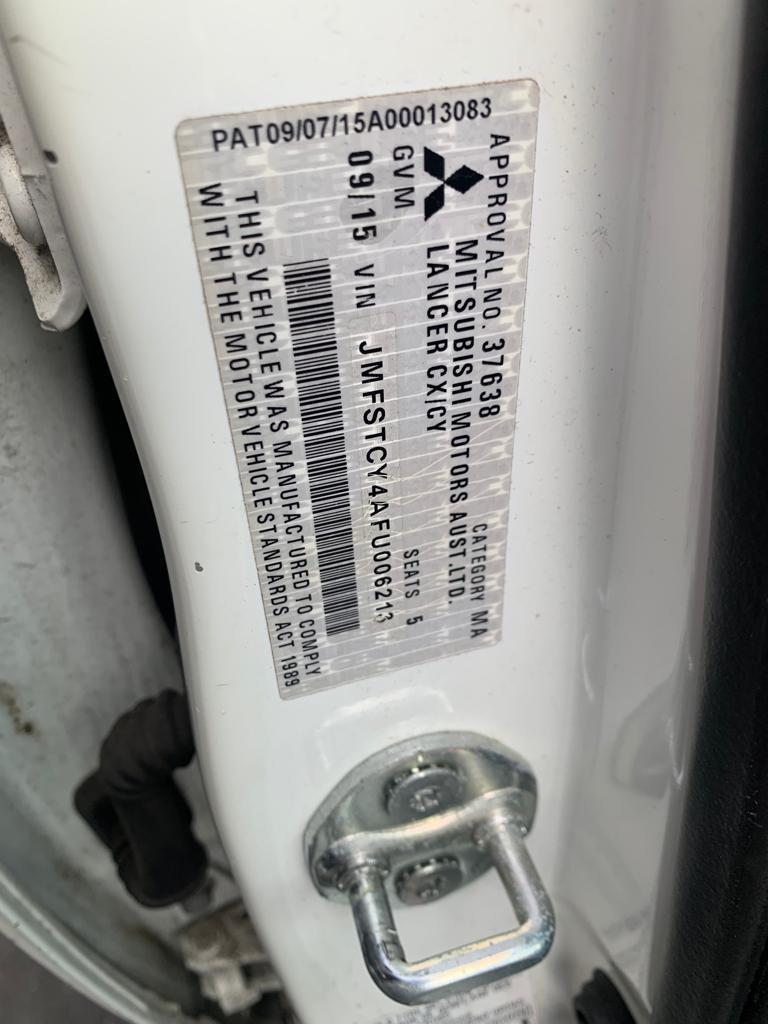 PAT09/07/15A00013083
APPROVAL NO. 37638 CATEGORY MA
MITSUBISHI MOTORS AUST.LTD.
LANCER CX/CY
GVM SEATS 5
09/15 VIN JMFSTCY4AFU006213
THIS VEHICLE WAS MANUFACTURED TO COMPLY
WITH THE MOTOR VEHICLE STANDARDS ACT 1989